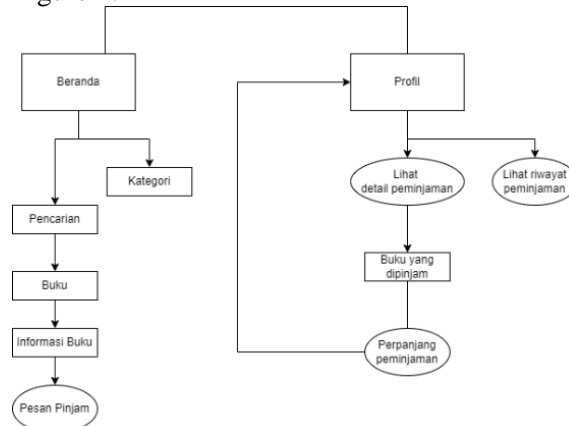 Beranda
Profil
Kategori
Lihat
detail peminjaman
Lihat riwayat
peminjaman
Pencarian
Buku yang
dipinjam
Buku
Informasi Buku
Perpanjang
peminjaman
Pesan Pinjam